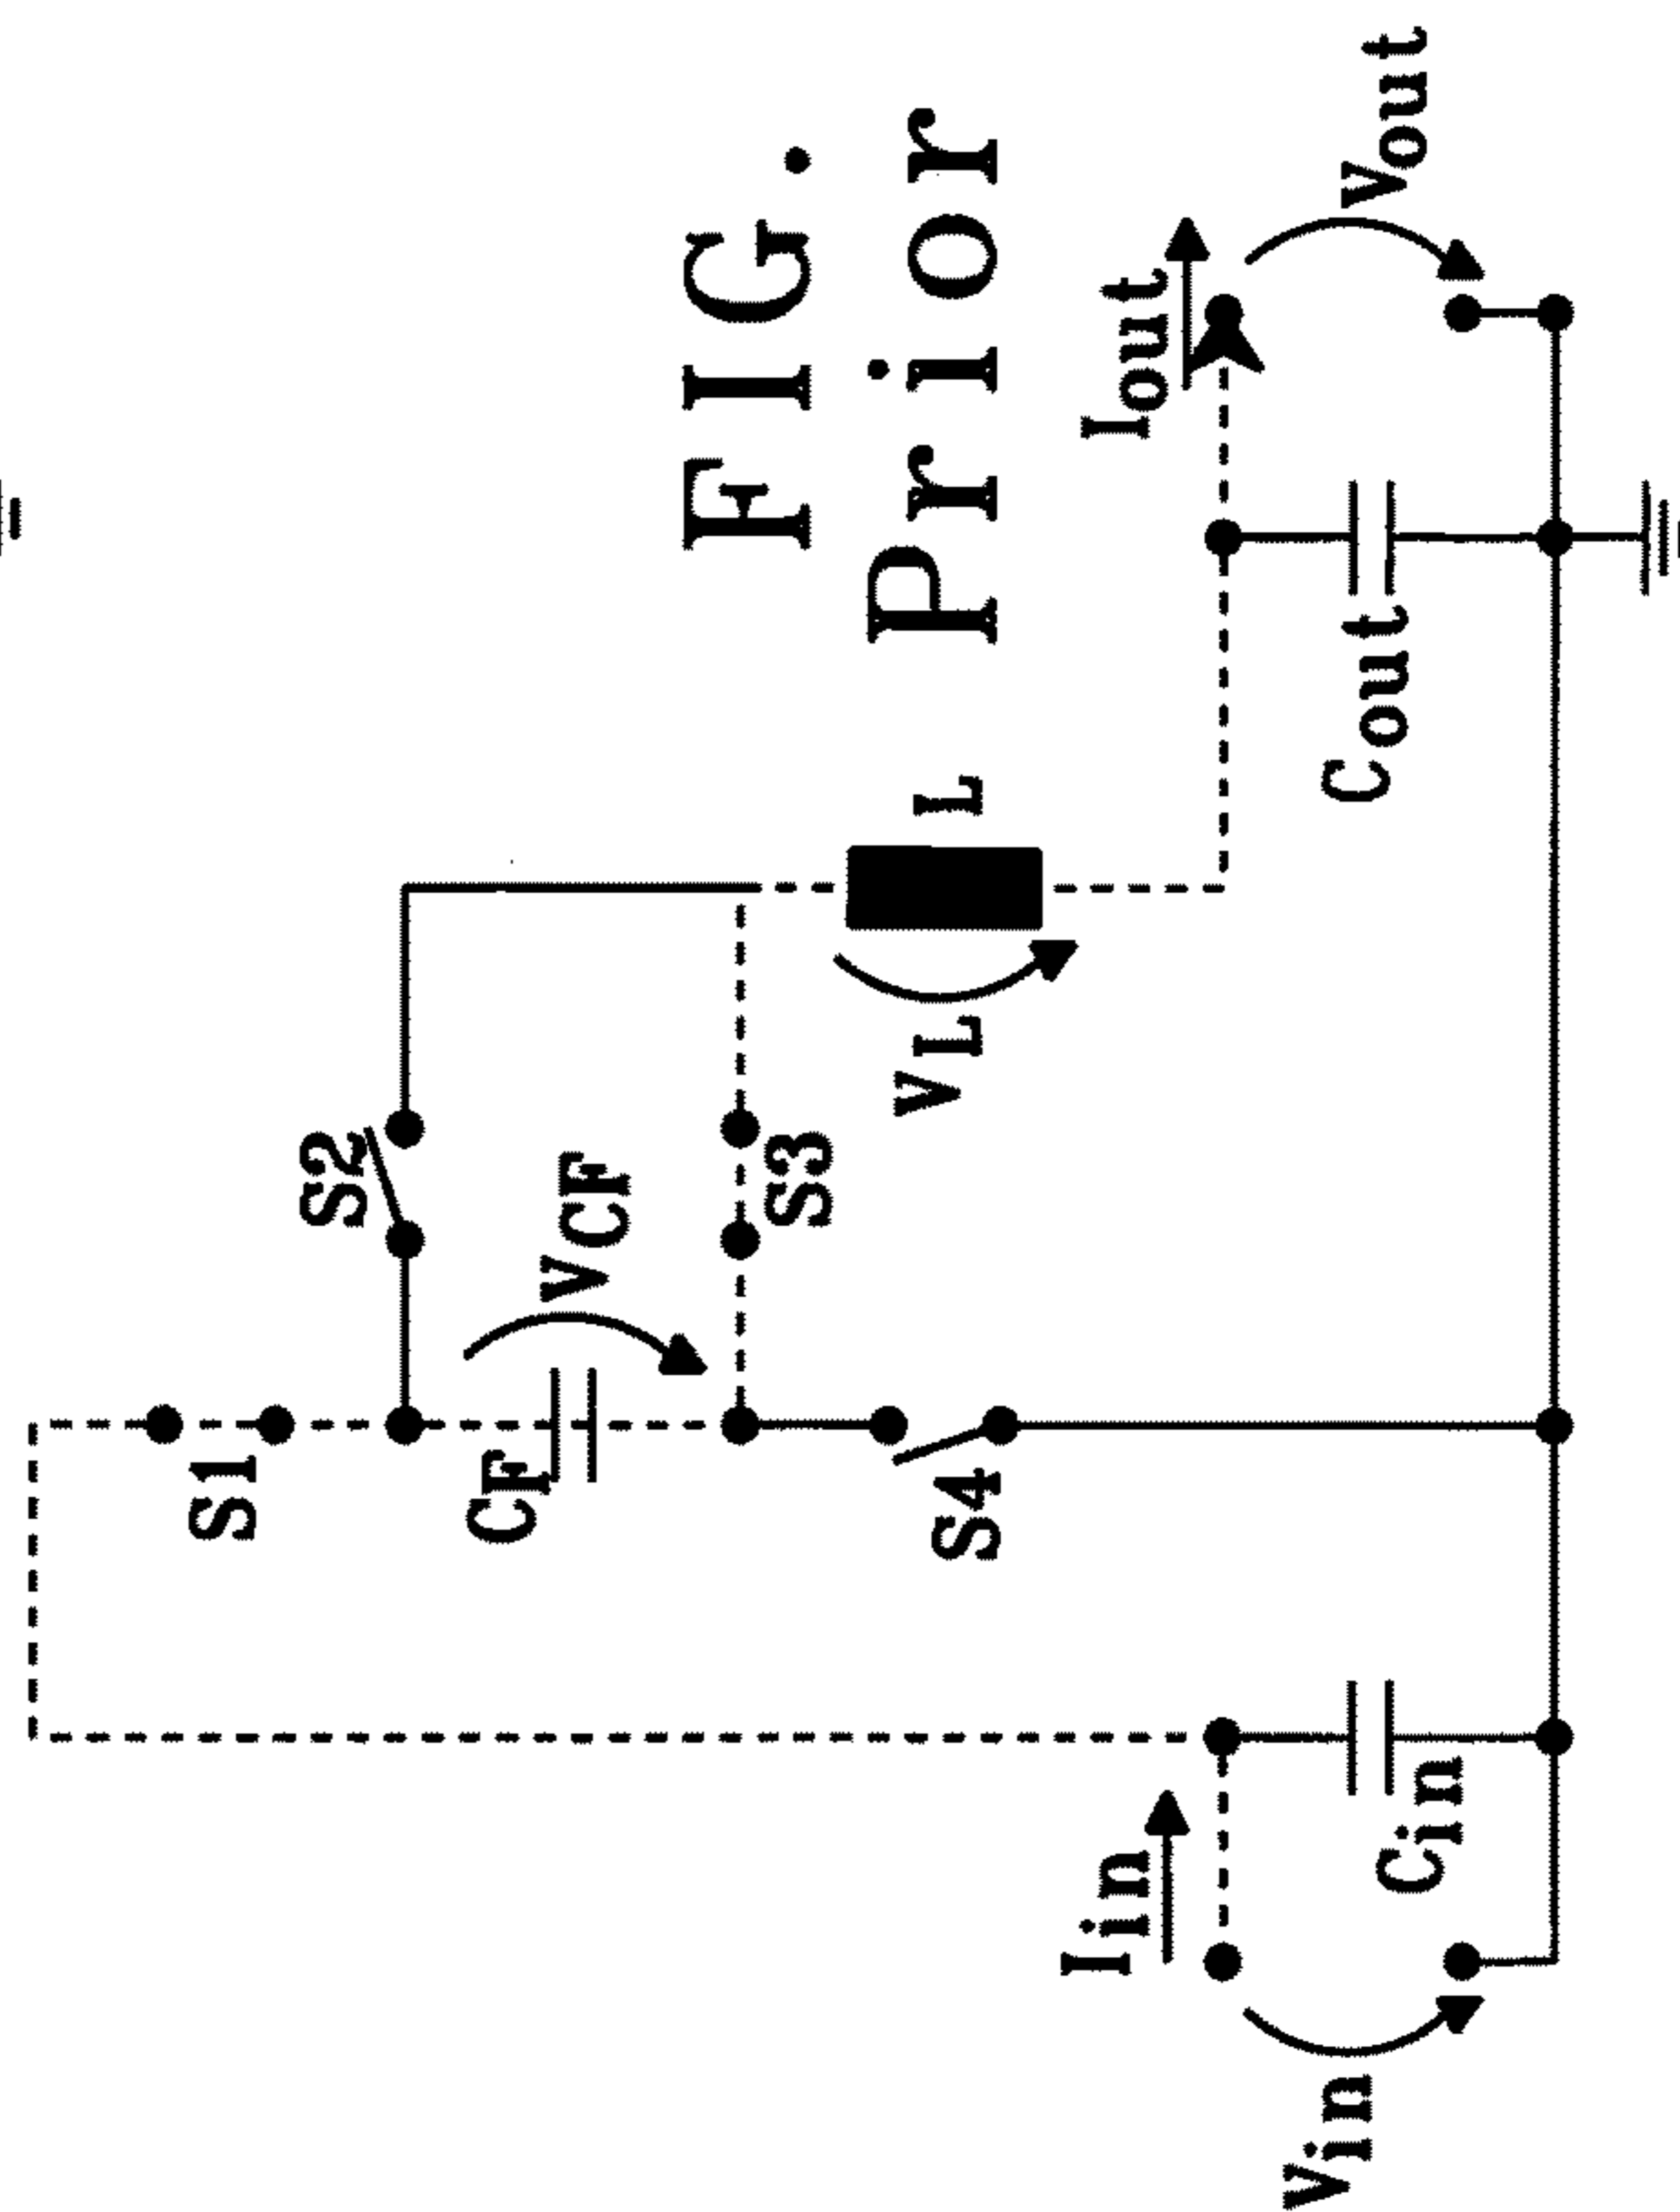 S1
S2
CF
VCF
S3
S4
VL
L
FIG.
Prior
Iin
Vin
Cin
Iout
Cout
Vout